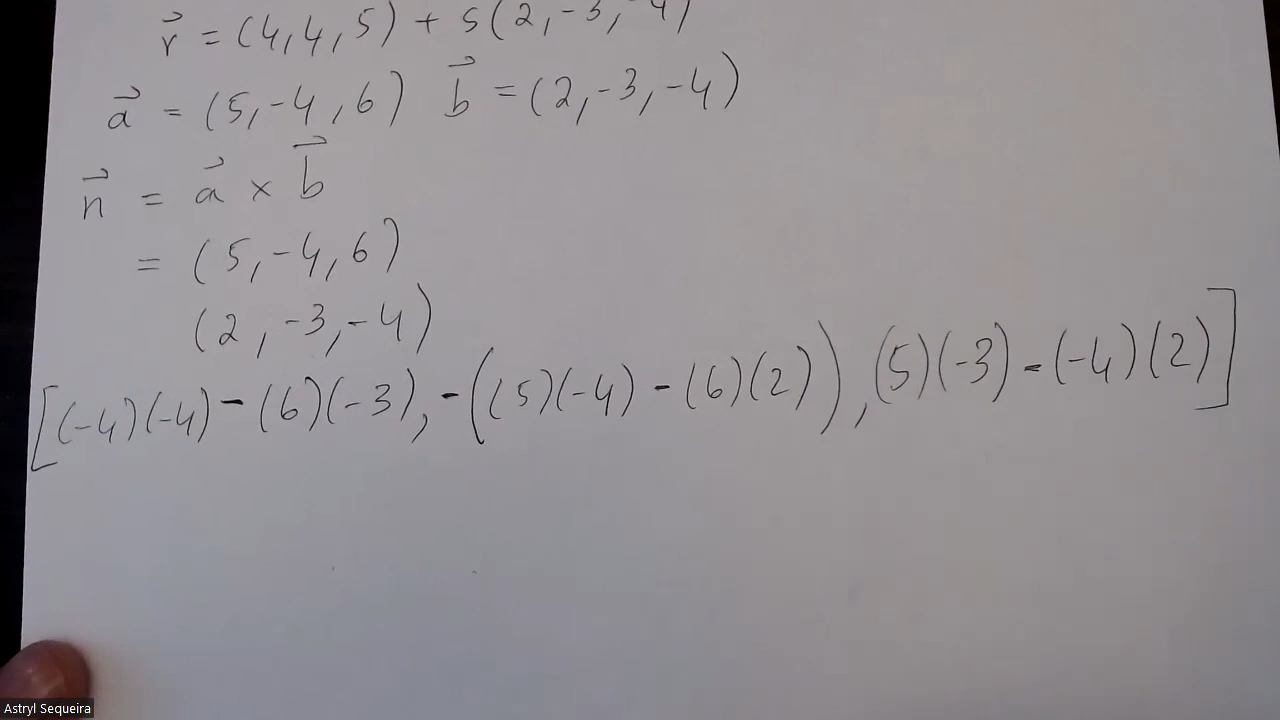 r⃗ = (4,4,5) + s(2,-3,-4)
a⃗ = (5,-4,6) b⃗ = (2,-3,-4)
n⃗ = a⃗ × b⃗
= (5,-4,6)
(2,-3,-4)
[(-4)(-4) - (6)(-3), -((5)(-4) - (6)(2)), (5)(-3) - (-4)(2)]
Astryl Sequeira